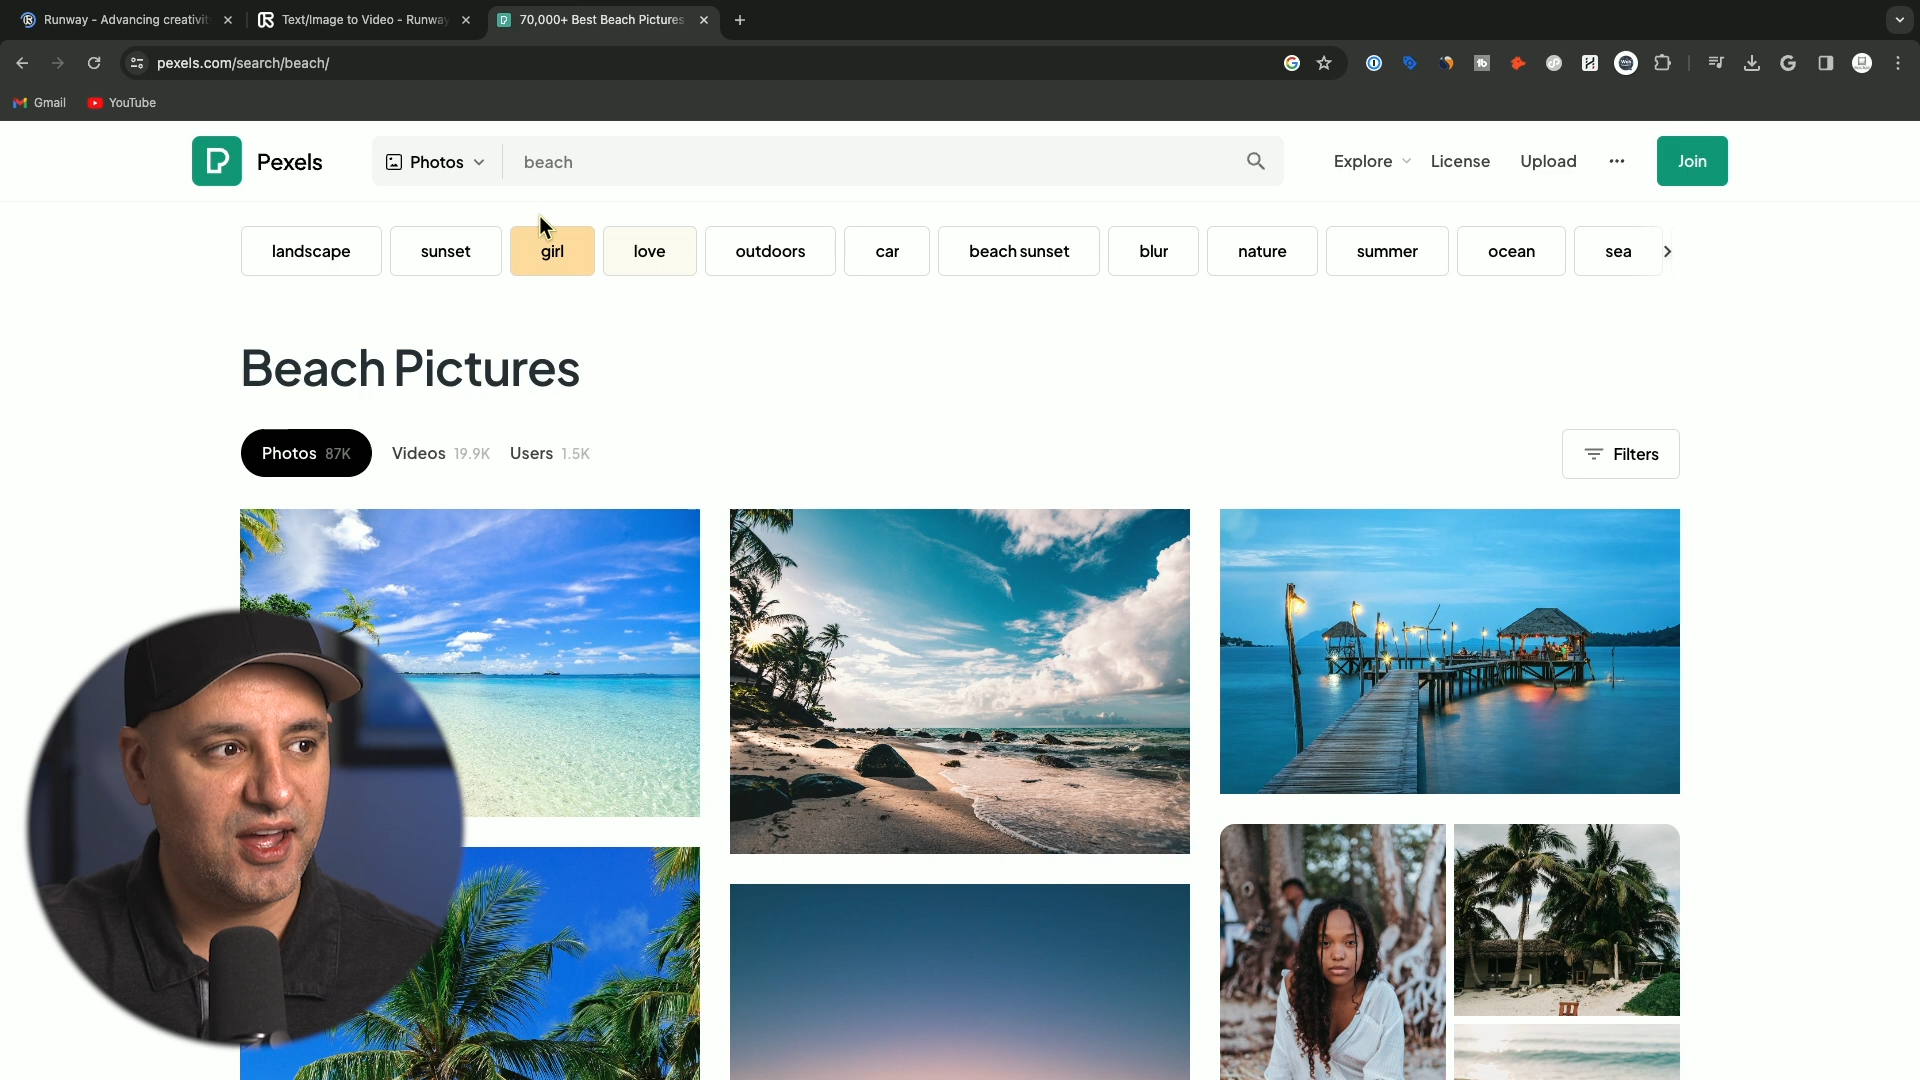 Runway - Advancing creativit
Text/Image to Video - Runway
70,000+ Best Beach Pictures
pexels.com/search/beach/
Gmail
YouTube
Pexels
Photos
beach
Explore
License
Upload
Join
landscape
sunset
girl
love
outdoors
car
beach sunset
blur
nature
summer
ocean
sea
Beach Pictures
Photos 87K
Videos 19.9K
Users 1.5K
Filters